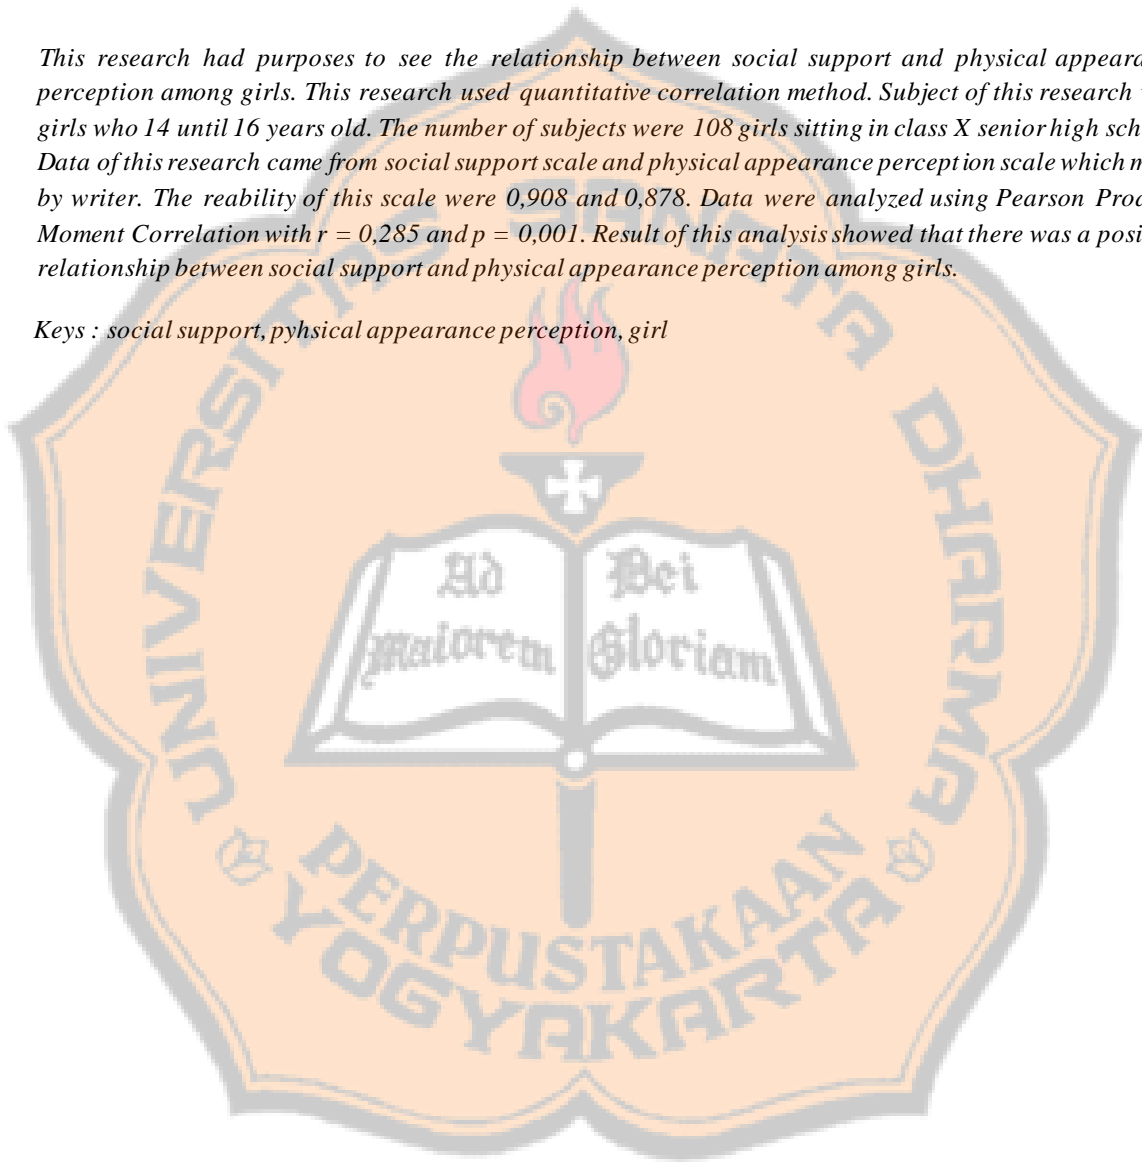 This research had purposes to see the relationship between social support and physical appeara
perception among girls. This research used quantitative correlation method. Subject of this research
girls who 14 until 16 years old. The number of subjects were 108 girls sitting in class X senior high sch
Data of this research came from social support scale and physical appearance perception scale which m
by writer. The reability of this scale were 0,908 and 0,878. Data were analyzed using Pearson Prod
Moment Correlation with r = 0,285 and p = 0,001. Result of this analysis showed that there was a posi
relationship between social support and physical appearance perception among girls.
Keys : social support, pyhsical appearance perception, girl
UNIVERSITAS SANATA DHARMA
Ad Dei
maiorem Gloriam
PERPUSTAKAAN
YOGYAKARTA